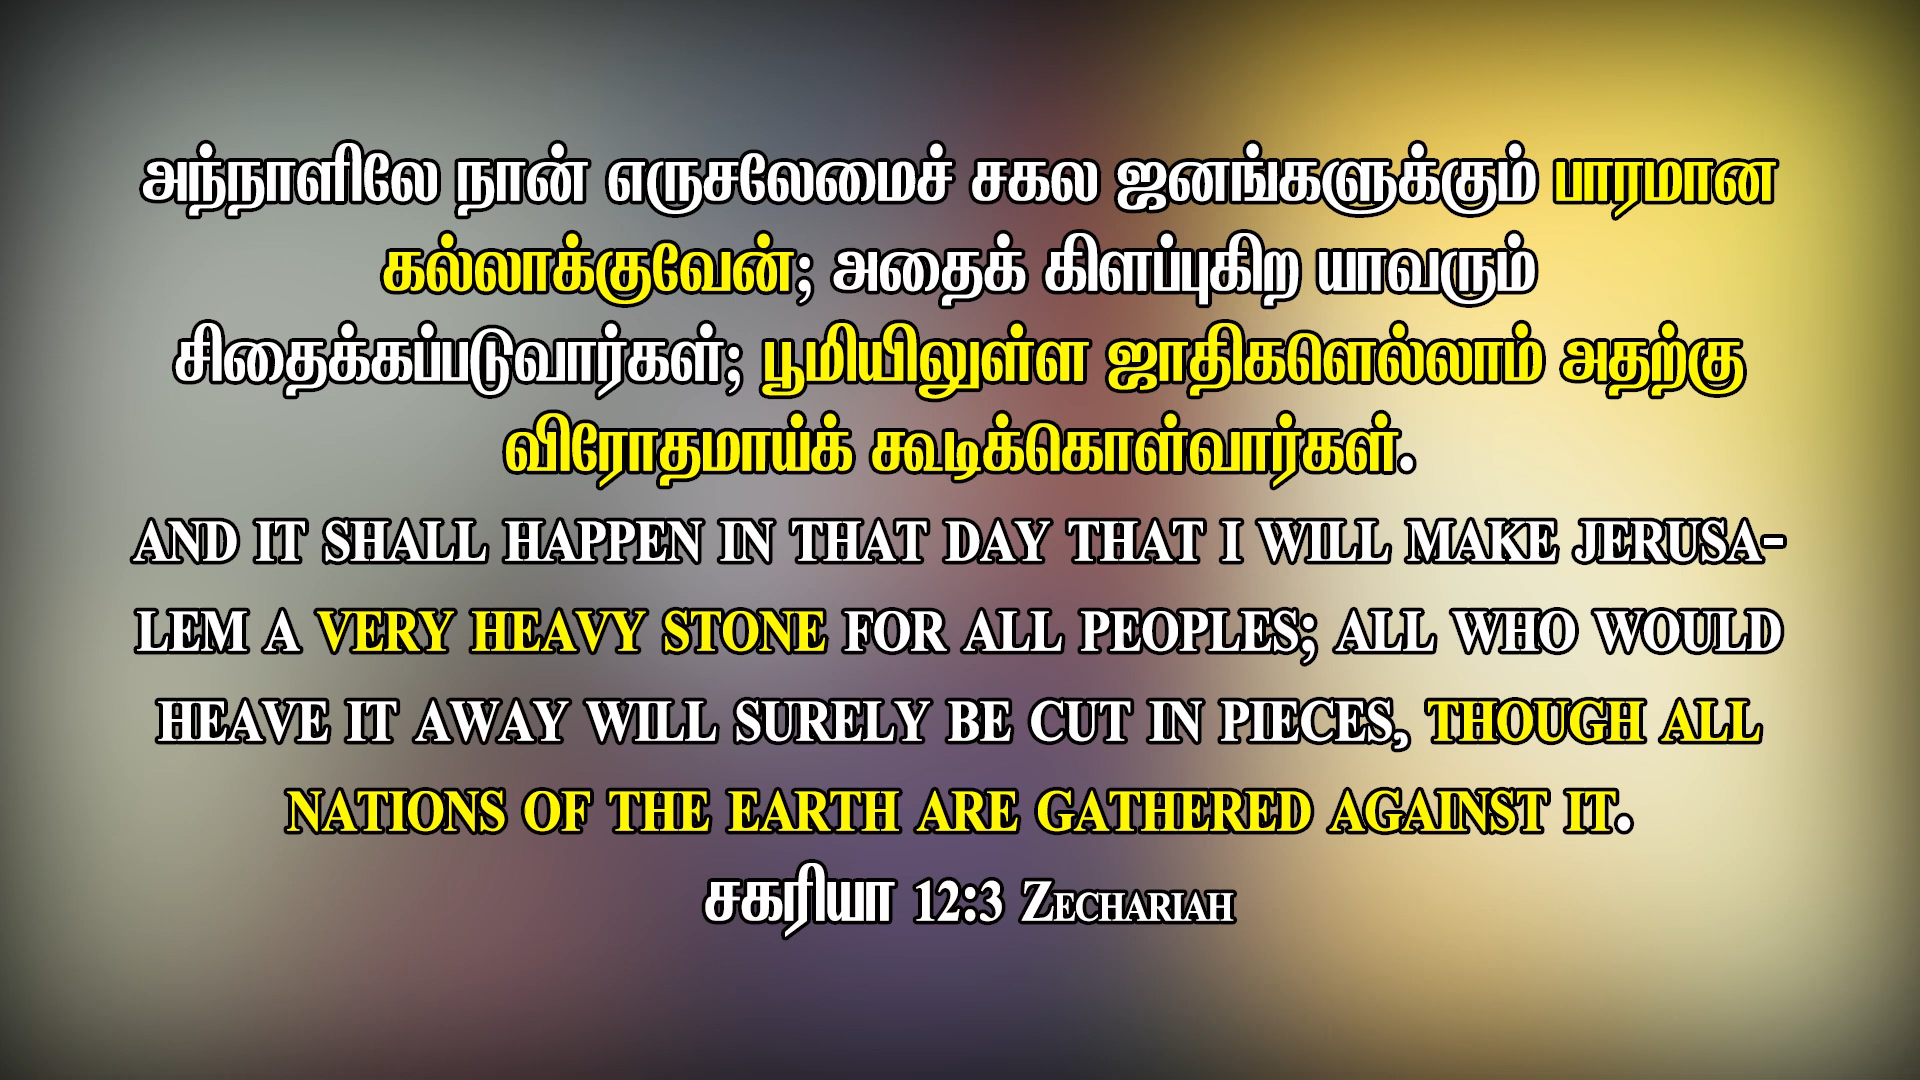 அந்நாளிலே நான் எருசலேமைச் சகல ஜனங்களுக்கும் பாரமான
கல்லாக்குவேன்; அதைக் கிளப்புகிற யாவரும்
சிதைக்கப்படுவார்கள்; பூமியிலுள்ள ஜாதிகளெல்லாம் அதற்கு
விரோதமாய்க் கூடிக்கொள்வார்கள்.
AND IT SHALL HAPPEN IN THAT DAY THAT I WILL MAKE JERUSA-
LEM A VERY HEAVY STONE FOR ALL PEOPLES; ALL WHO WOULD
HEAVE IT AWAY WILL SURELY BE CUT IN PIECES, THOUGH ALL
NATIONS OF THE EARTH ARE GATHERED AGAINST IT.
சகரியா 12:3 ZECHARIAH